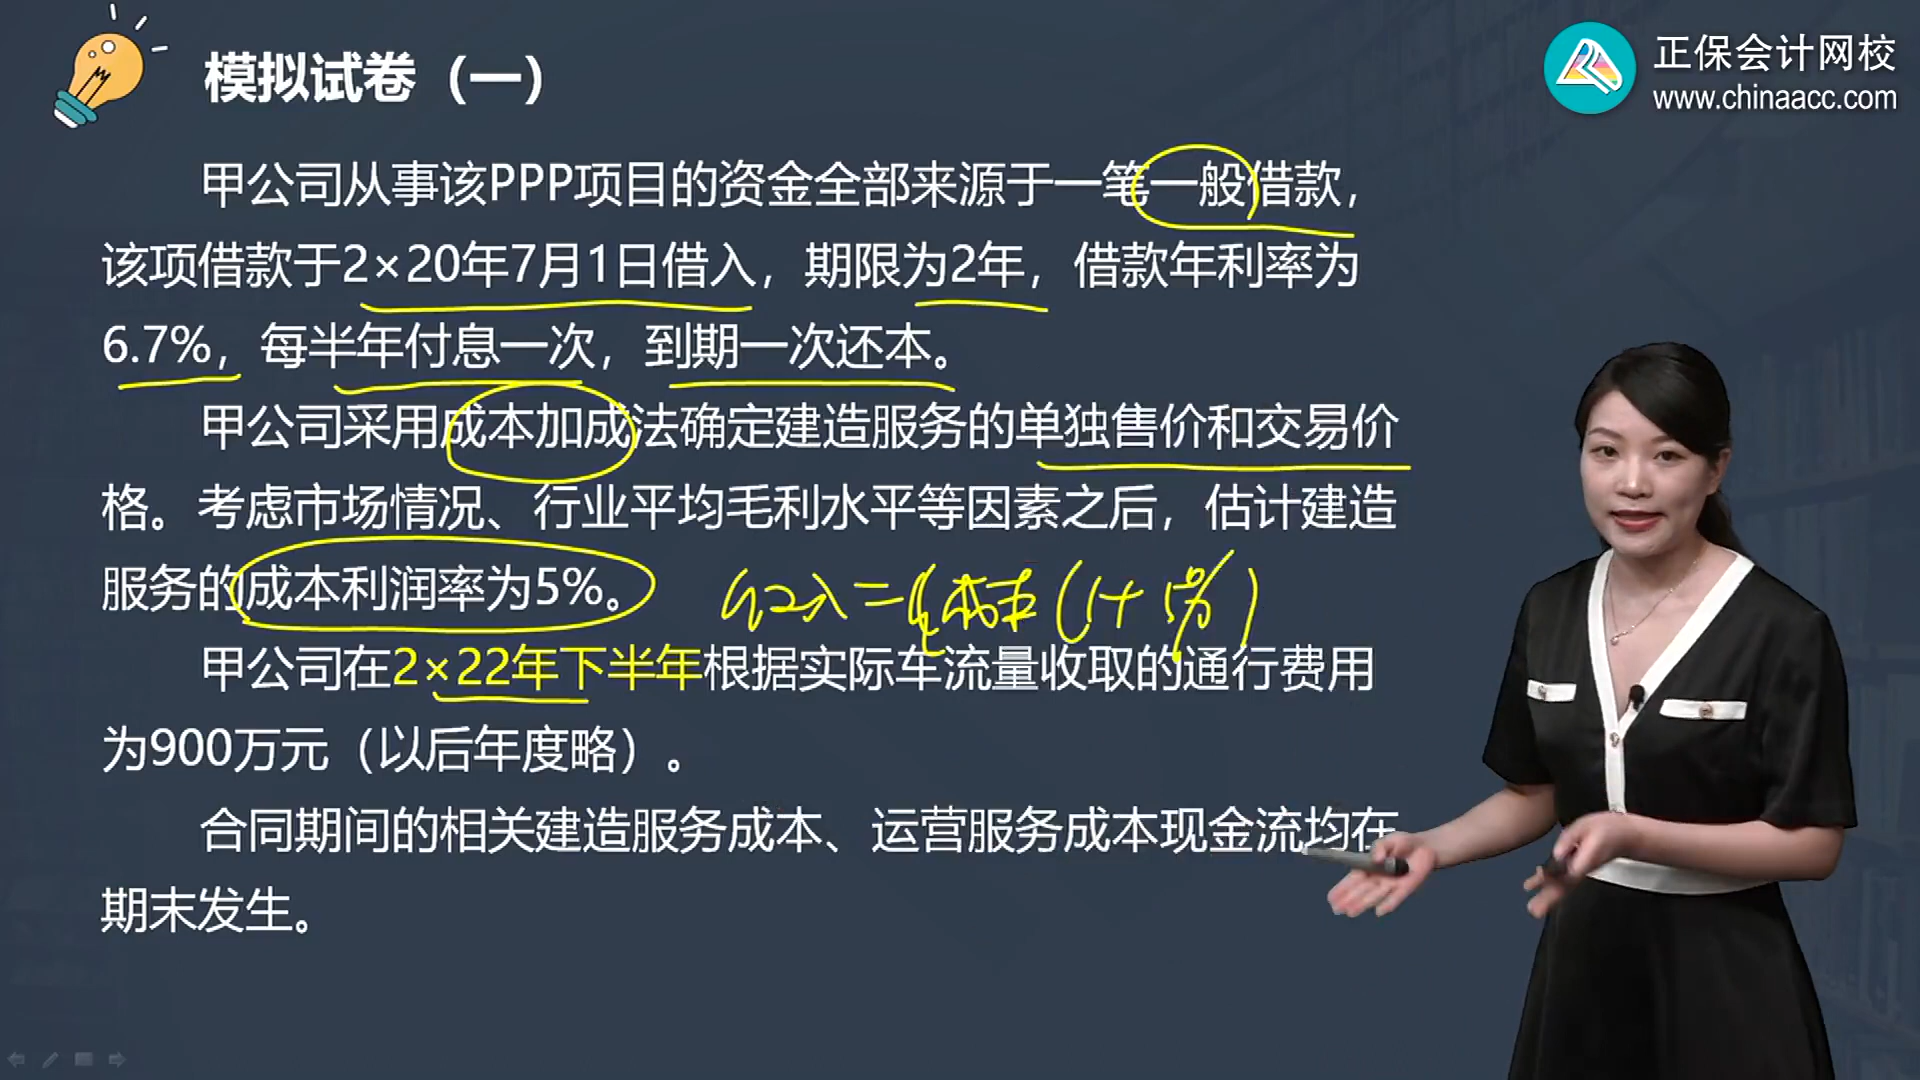 模拟试卷（一）
正保会计网校
www.chinaacc.com
甲公司从事该PPP项目的资金全部来源于一笔一般借款，
该项借款于2×20年7月1日借入，期限为2年，借款年利率为
6.7%，每半年付息一次，到期一次还本。
甲公司采用成本加成法确定建造服务的单独售价和交易价
格。考虑市场情况、行业平均毛利水平等因素之后，估计建造
服务的成本利润率为5%。
收入=成本（1+5%）
甲公司在2×22年下半年根据实际车流量收取的通行费用
为900万元（以后年度略）。
合同期间的相关建造服务成本、运营服务成本现金流均在
期末发生。